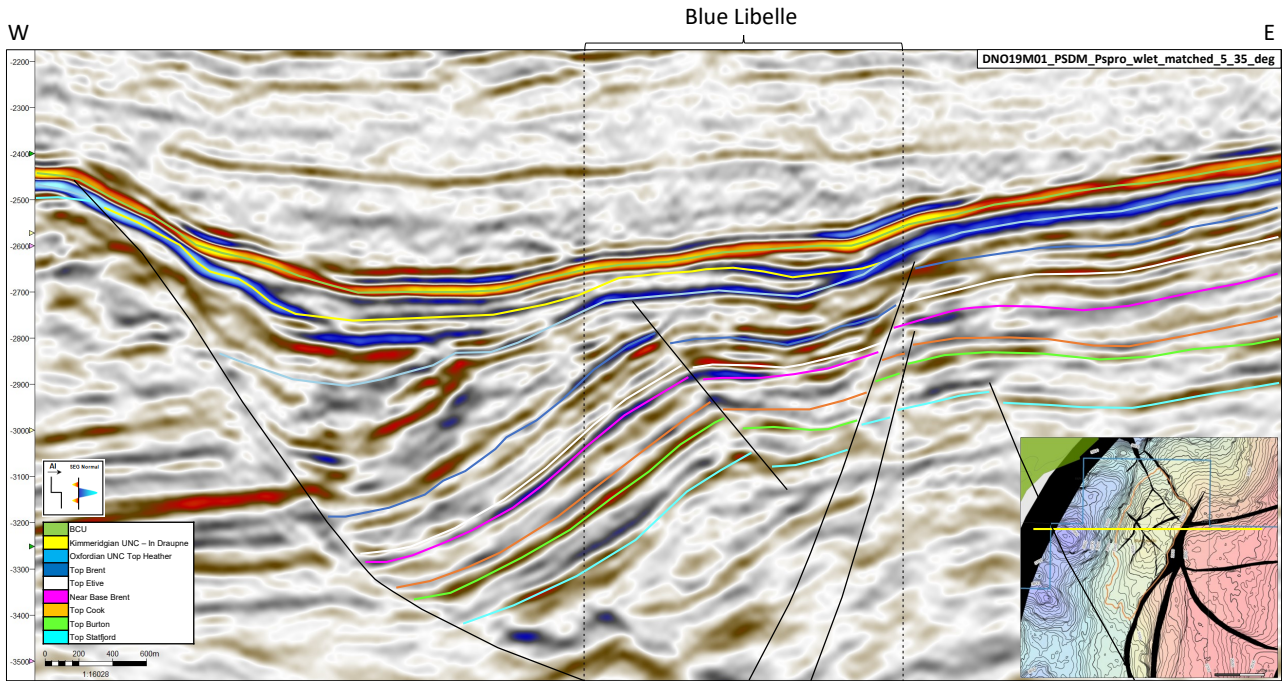 Blue Libelle
W
E
DNO19M01_PSDM_Pspro_wlet_matched_5_35_deg
-2200
-2300
-2400
-2500
-2600
-2700
-2800
-2900
-3000
-3100
-3200
-3300
-3400
-3500
AI
SEG Normal
BCU
Kimmeridgian UNC – In Draupne
Oxfordian UNC Top Heather
Top Brent
Top Etive
Near Base Brent
Top Cook
Top Burton
Top Statfjord
0 200 400 600m
1:16028